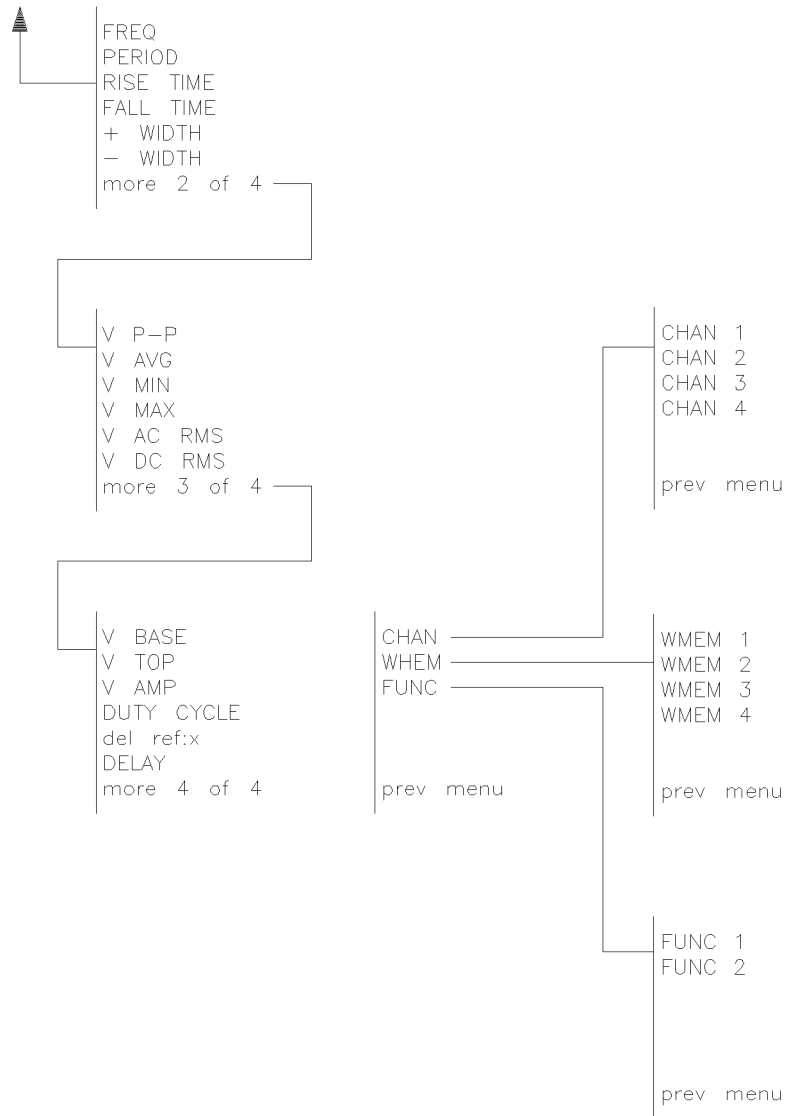 FREQ
PERIOD
RISE TIME
FALL TIME
+ WIDTH
− WIDTH
more 2 of 4
V P−P
V AVG
V MIN
V MAX
V AC RMS
V DC RMS
more 3 of 4
V BASE
V TOP
V AMP
DUTY CYCLE
del ref:x
DELAY
more 4 of 4
CHAN
WHEM
FUNC
prev menu
CHAN 1
CHAN 2
CHAN 3
CHAN 4
prev menu
WMEM 1
WMEM 2
WMEM 3
WMEM 4
prev menu
FUNC 1
FUNC 2
prev menu